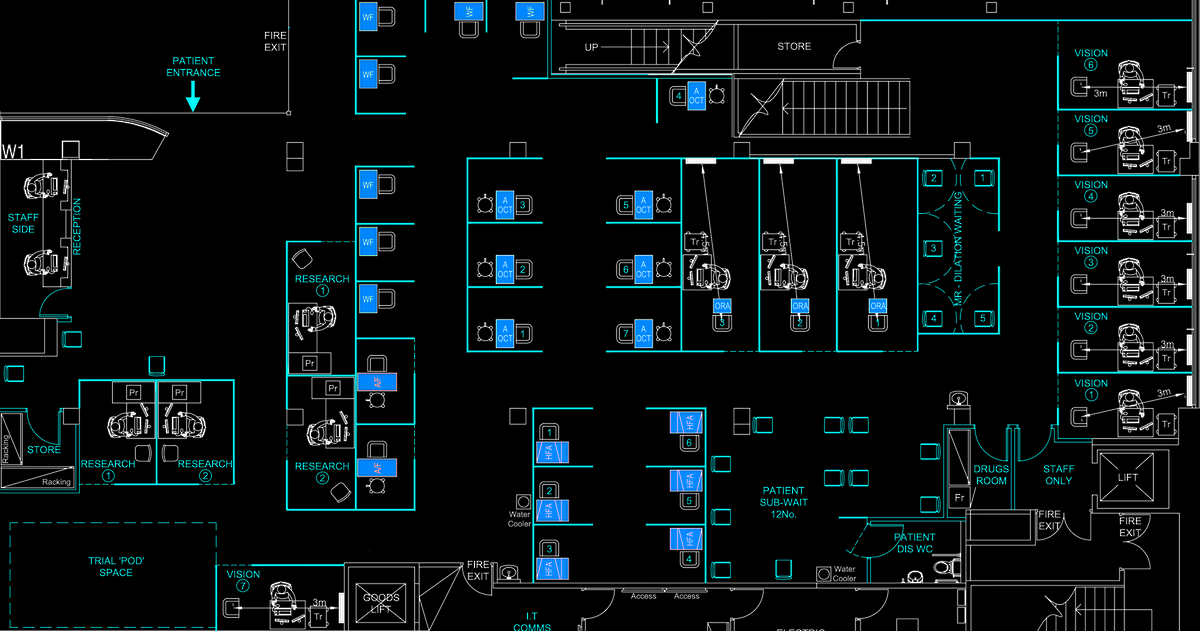 WF
WF
WF
FIRE
EXIT
UP
STORE
PATIENT
ENTRANCE
WF
4
A
OCT
VISION
6
3m
Tr
VISION
5
3m
Tr
W1
STAFF
SIDE
RECEPTION
WF
WF
WF
RESEARCH
1
Pr
A
OCT
3
A
OCT
2
A
OCT
1
5
A
OCT
6
A
OCT
7
A
OCT
Tr
ORA
3
Tr
ORA
2
Tr
ORA
1
MR - DILATION WAITING
2
1
3
4
5
VISION
4
3m
Tr
VISION
3
3m
Tr
VISION
2
3m
Tr
VISION
1
3m
Tr
Pr
Pr
Pr
A/F
A/F
STORE
Racking
Racking
RESEARCH
1
RESEARCH
2
RESEARCH
2
1
HFA
2
HFA
3
HFA
HFA
6
HFA
5
HFA
4
Water
Cooler
PATIENT
SUB-WAIT
12No.
DRUGS
ROOM
Fr
STAFF
ONLY
LIFT
FIRE
EXIT
FIRE
EXIT
PATIENT
DIS WC
Water
Cooler
TRIAL 'POD'
SPACE
VISION
7
3m
Tr
GOODS
LIFT
FIRE
EXIT
Access
Access
I.T
COMMS
ELECTRIC